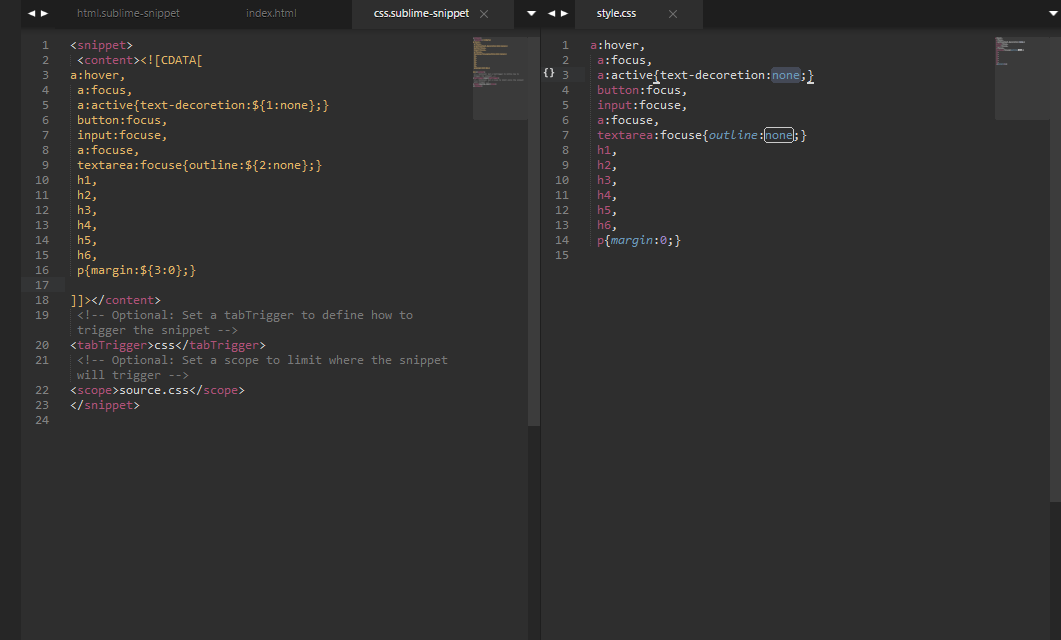 html.sublime-snippet index.html css.sublime-snippet
1 <snippet>
2 <content><![CDATA[
3 a:hover,
4 a:focus,
5 a:active{text-decoretion:${1:none};}
6 button:focus,
7 input:focuse,
8 a:focuse,
9 textarea:focuse{outline:${2:none};}
10 h1,
11 h2,
12 h3,
13 h4,
14 h5,
15 h6,
16 p{margin:${3:0};}
17
18 ]]></content>
19 <!-- Optional: Set a tabTrigger to define how to
trigger the snippet -->
20 <tabTrigger>css</tabTrigger>
21 <!-- Optional: Set a scope to limit where the snippet
will trigger -->
22 <scope>source.css</scope>
23 </snippet>
24
style.css
1 a:hover,
2 a:focus,
{} 3 a:active{text-decoretion:none;}
4 button:focus,
5 input:focuse,
6 a:focuse,
7 textarea:focuse{outline:none;}
8 h1,
9 h2,
10 h3,
11 h4,
12 h5,
13 h6,
14 p{margin:0;}
15